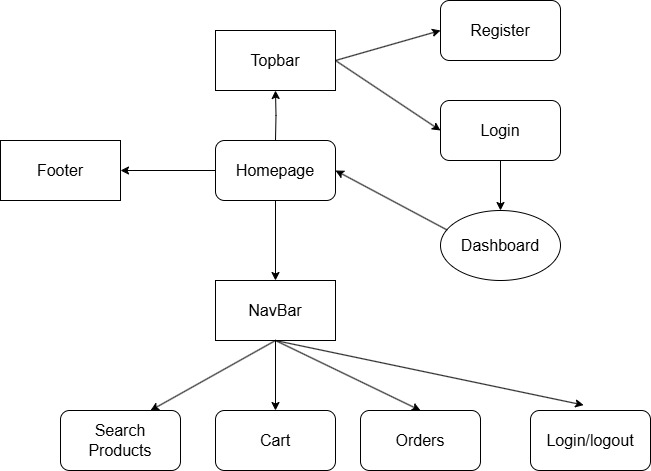 Register
Topbar
Login
Footer
Homepage
Dashboard
NavBar
Search
Products
Cart
Orders
Login/logout